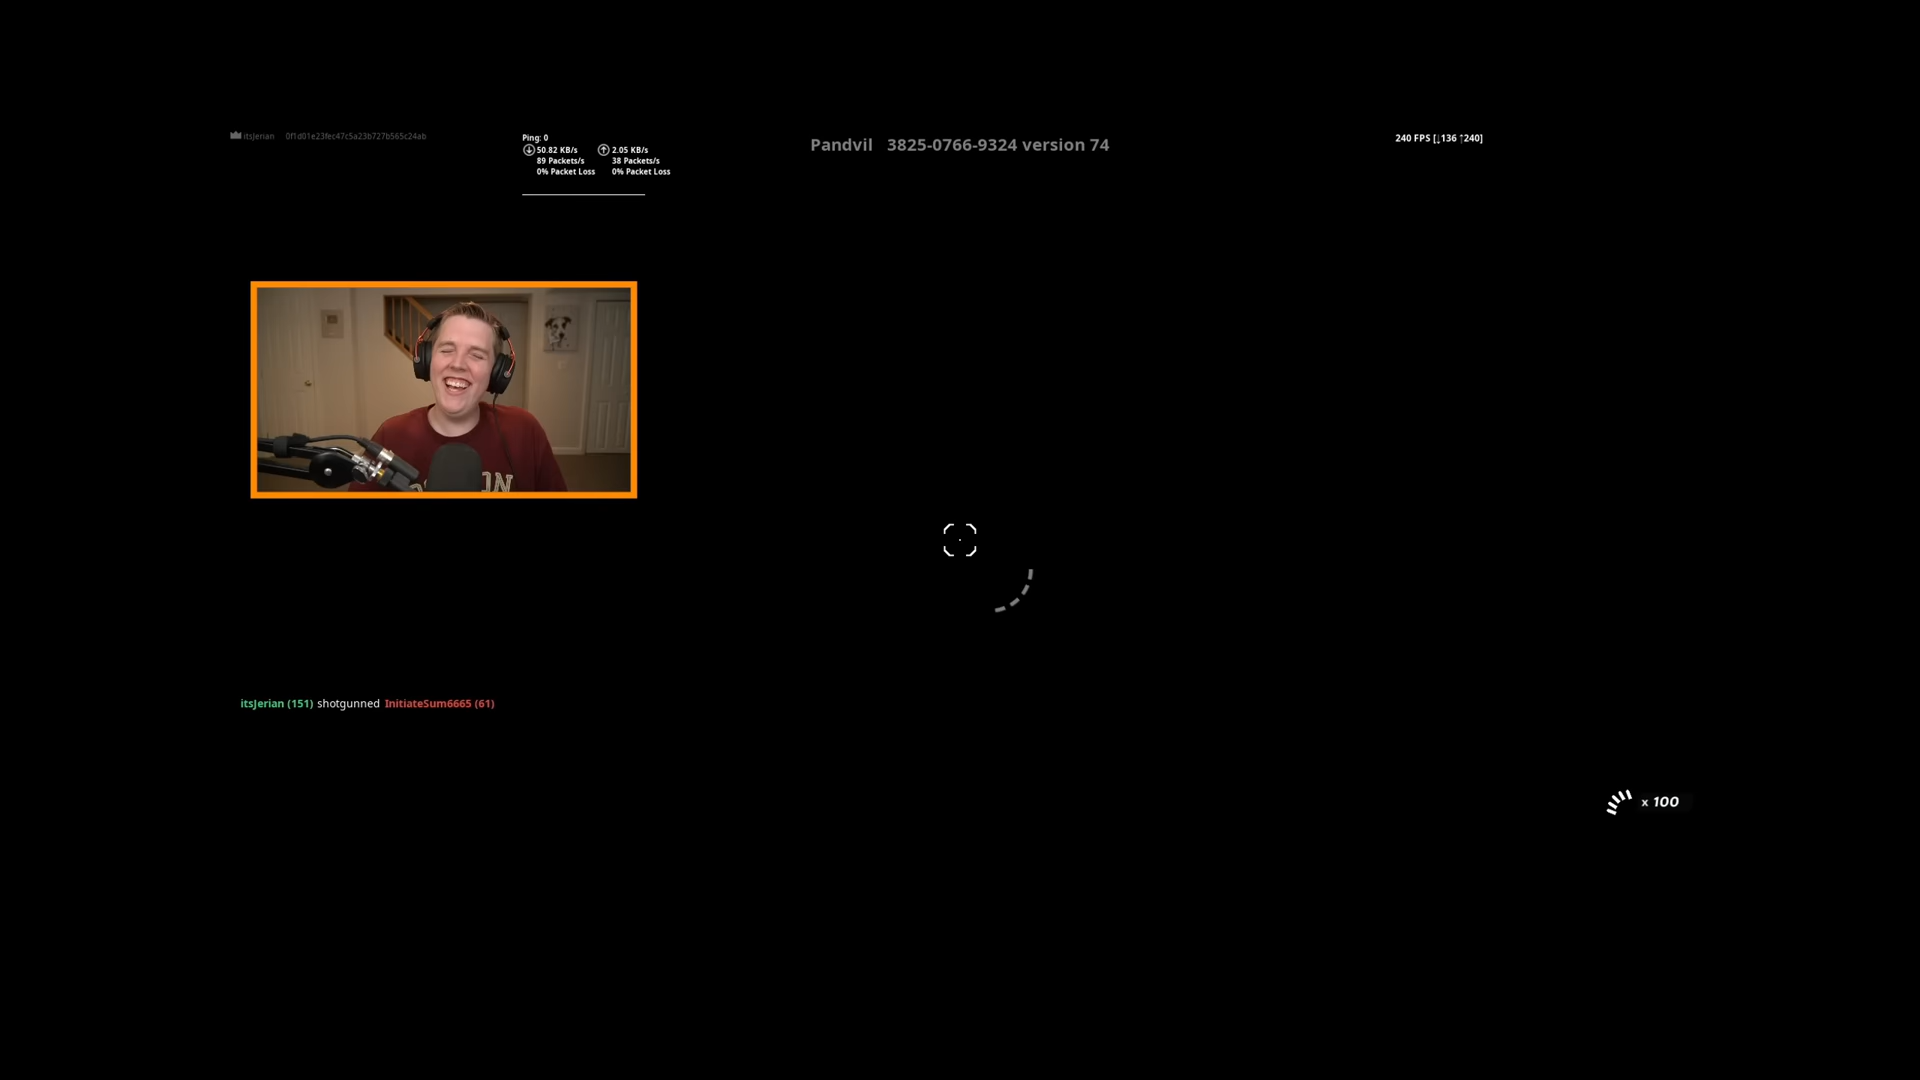 itsJerian 0f1d01e23fec47c5a23b727b565c24ab
Ping: 0
50.82 KB/s 2.05 KB/s
89 Packets/s 38 Packets/s
0% Packet Loss 0% Packet Loss
Pandvil 3825-0766-9324 version 74
240 FPS [↓136 ↑240]
itsJerian (151) shotgunned InitiateSum6665 (61)
x 100